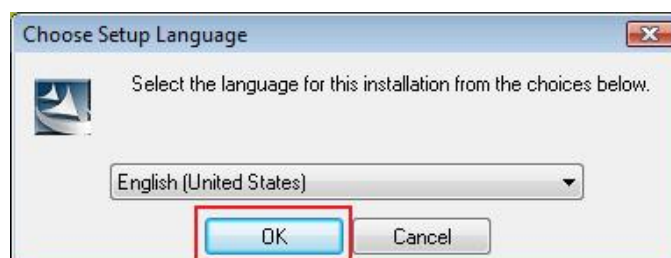 Choose Setup Language
Select the language for this installation from the choices below.
English (United States)
OK Cancel